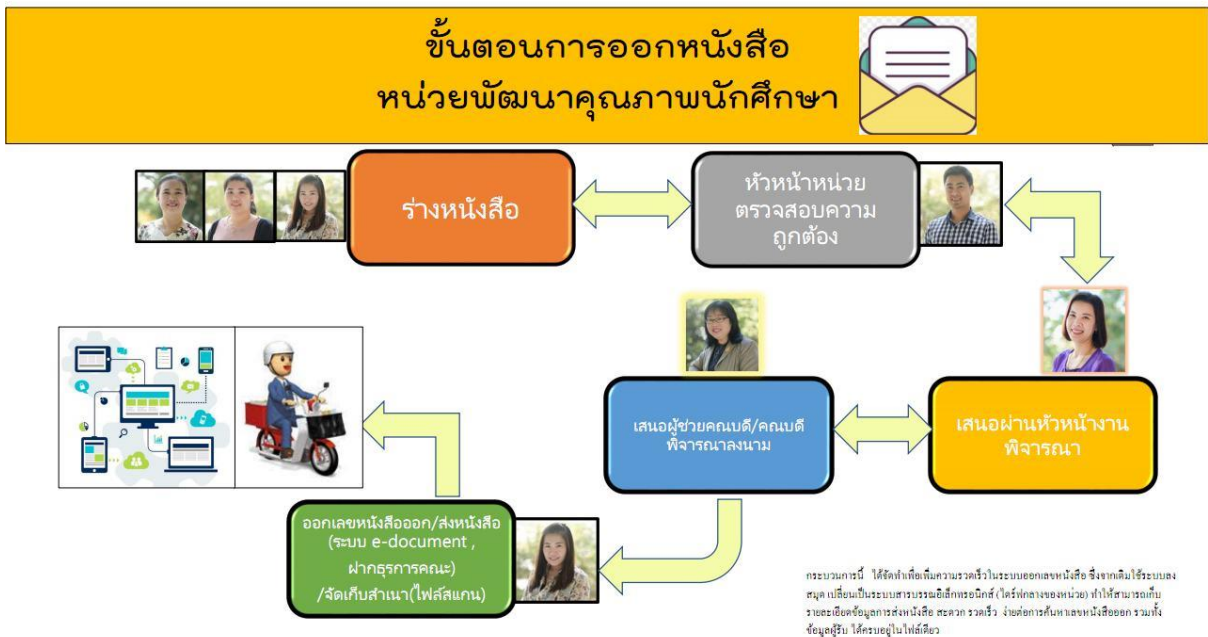 ขั้นตอนการออกหนังสือ
หน่วยพัฒนาคุณภาพนักศึกษา
ร่างหนังสือ
หัวหน้าหน่วย
ตรวจสอบความ
ถูกต้อง
เสนอผู้ช่วยคณบดี/คณบดี
พิจารณาลงนาม
เสนอผ่านหัวหน้างาน
พิจารณา
ออกเลขหนังสือออก/ส่งหนังสือ
(ระบบ e-document ,
ฝากธุรการคณะ)
/จัดเก็บสำเนา(ไฟล์สแกน)
กระบวนการนี้ ได้จัดทำเพื่อเพิ่มความรวดเร็วในระบบออกเลขหนังสือ ซึ่งจากเดิมใช้ระบบลง
สมุด เปลี่ยนเป็นระบบสารบรรณอิเล็กทรอนิกส์ (ไดร์ฟกลางของหน่วย) ทำให้สามารถเก็บ
รายละเอียดข้อมูลการส่งหนังสือ สะดวก รวดเร็ว ง่ายต่อการค้นหาเลขหนังสือออก รวมทั้ง
ข้อมูลผู้รับ ได้ครบอยู่ในไฟล์เดียว